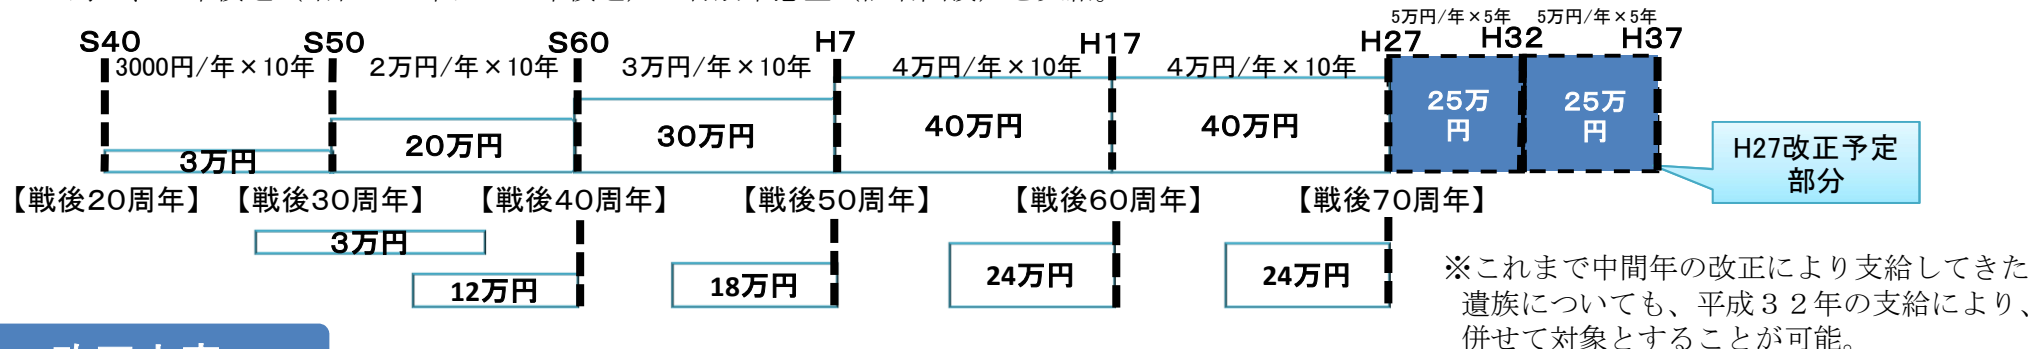 S40 S50 S60 H7 H17 H27 H32 H37
5万円/年×5年 5万円/年×5年
3000円/年×10年 2万円/年×10年 3万円/年×10年 4万円/年×10年 4万円/年×10年
3万円 20万円 30万円 40万円 40万円
25万
円
25万
円
H27改正予定
部分
【戦後20周年】 【戦後30周年】 【戦後40周年】 【戦後50周年】 【戦後60周年】 【戦後70周年】
3万円
12万円 18万円 24万円 24万円
※これまで中間年の改正により支給してきた
遺族についても、平成３２年の支給により、
併せて対象とすることが可能。